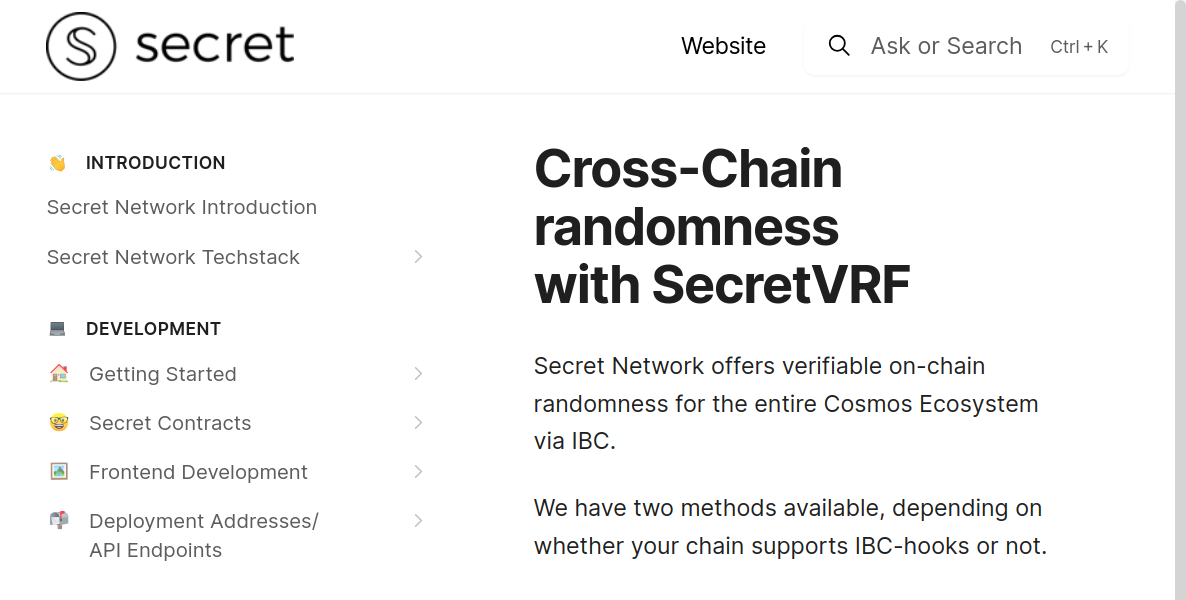 secret
Website
Ask or Search Ctrl + K
INTRODUCTION
Secret Network Introduction
Secret Network Techstack
DEVELOPMENT
Getting Started
Secret Contracts
Frontend Development
Deployment Addresses/
API Endpoints
Cross-Chain
randomness
with SecretVRF
Secret Network offers verifiable on-chain
randomness for the entire Cosmos Ecosystem
via IBC.
We have two methods available, depending on
whether your chain supports IBC-hooks or not.